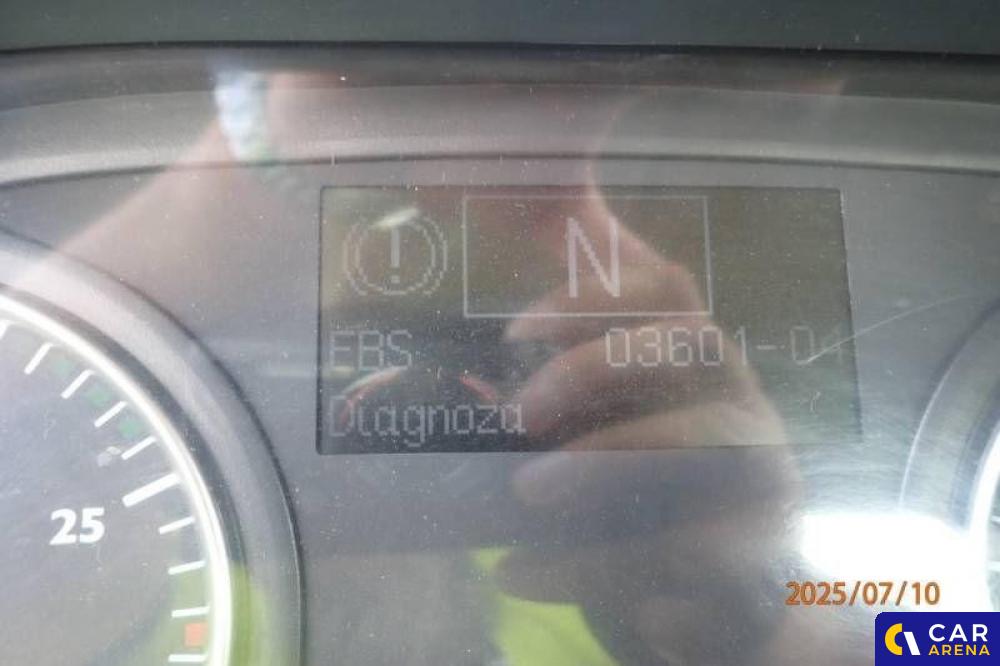 N
EBS 03601-04
Diagnoza
25
2025/07/10
CAR
ARENA